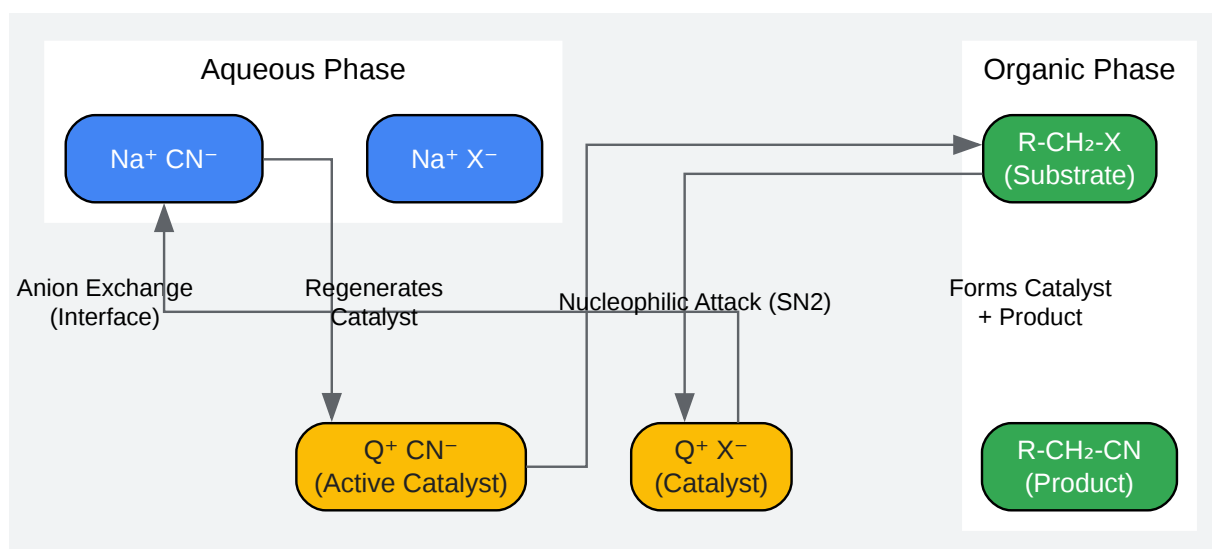 Aqueous Phase
Organic Phase
Na⁺ CN⁻
Na⁺ X⁻
R-CH₂-X
(Substrate)
Anion Exchange
(Interface)
Regenerates
Catalyst
Nucleophilic Attack (SN2)
Forms Catalyst
+ Product
Q⁺ CN⁻
(Active Catalyst)
Q⁺ X⁻
(Catalyst)
R-CH₂-CN
(Product)